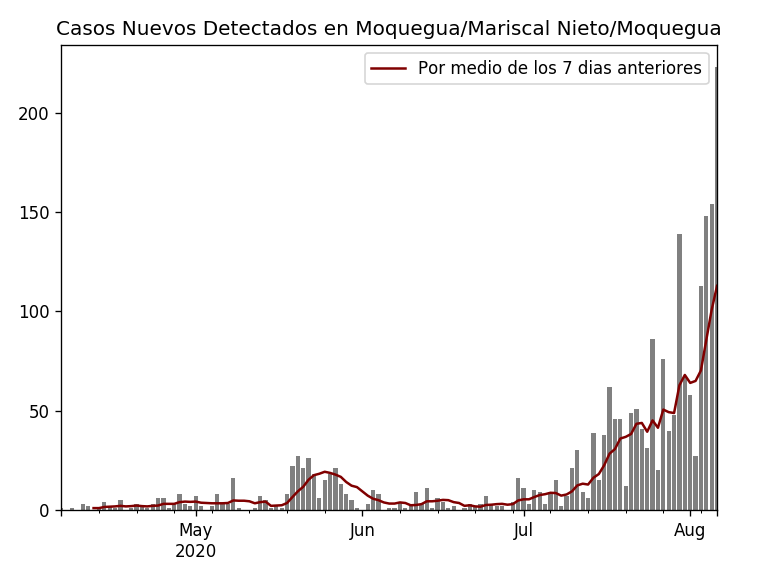 Casos Nuevos Detectados en Moquegua/Mariscal Nieto/Moquegua
Por medio de los 7 dias anteriores
200
150
100
50
0
May Jun Jul Aug
2020